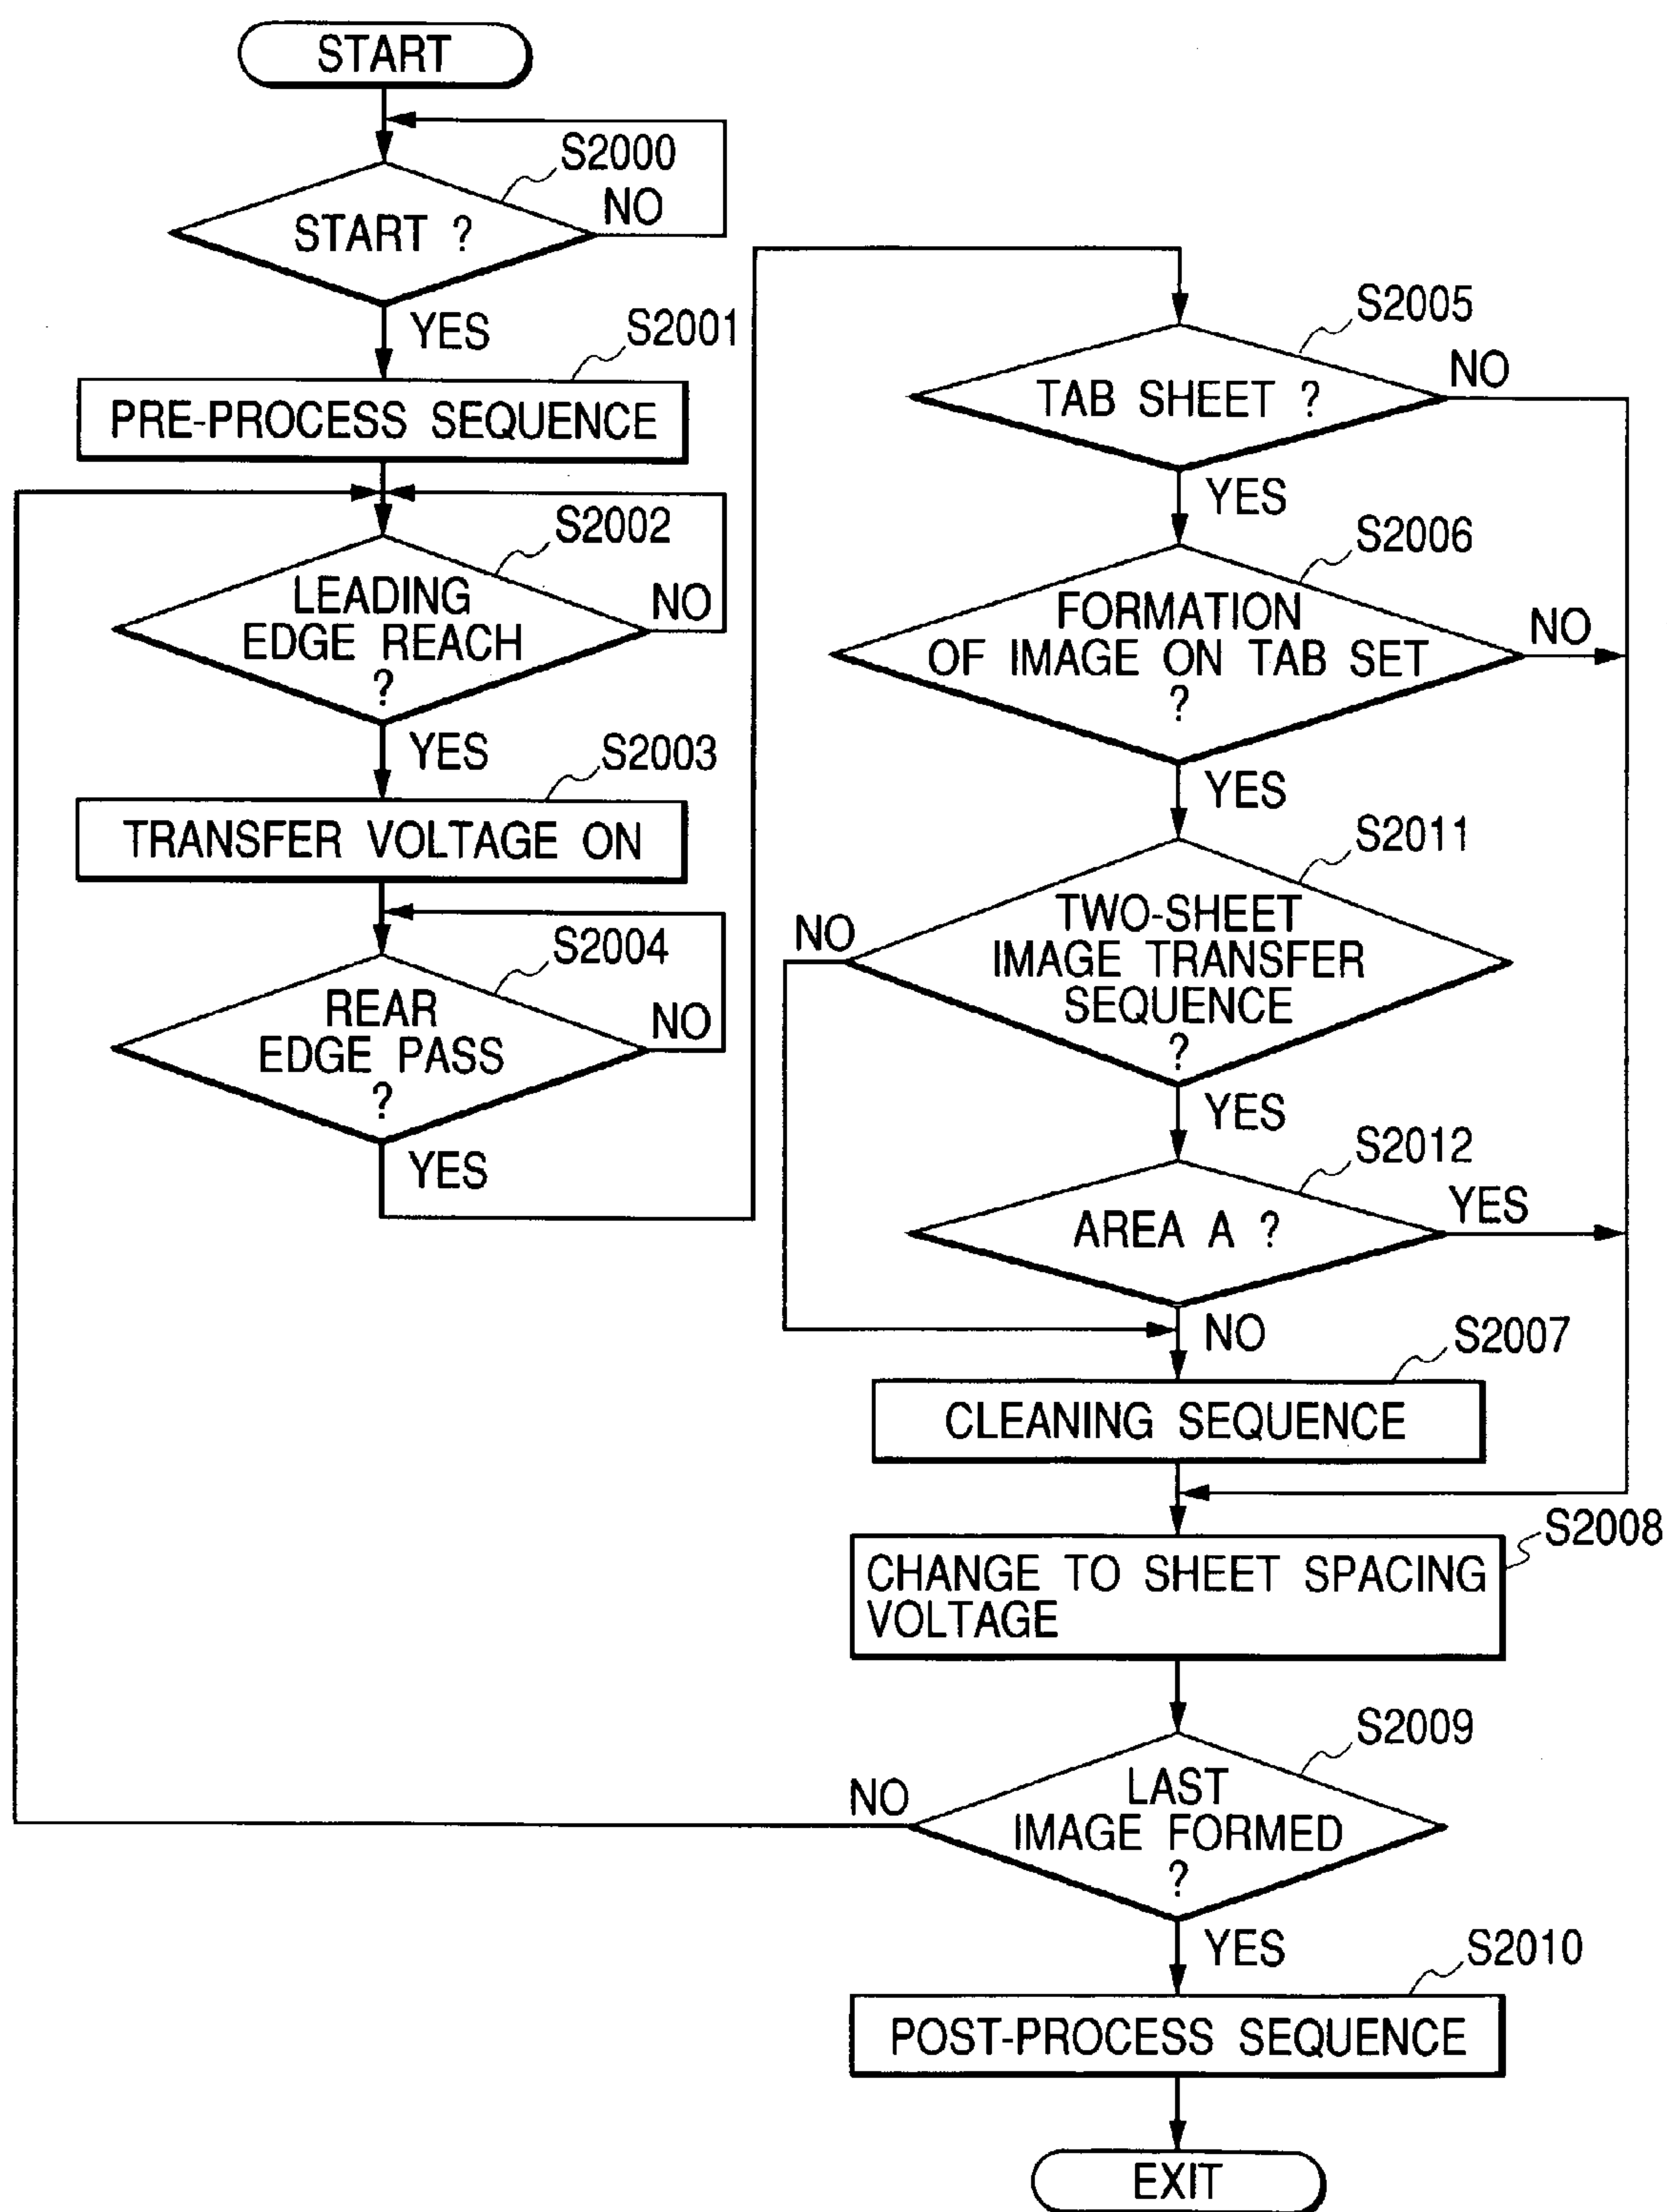 START
S2000
NO
START ?
YES
S2001
PRE-PROCESS SEQUENCE
S2002
LEADING
EDGE REACH
?
NO
YES
S2003
TRANSFER VOLTAGE ON
S2004
REAR
EDGE PASS
?
NO
YES
S2005
TAB SHEET ?
NO
YES
S2006
FORMATION
OF IMAGE ON TAB SET
?
NO
YES
S2011
TWO-SHEET
IMAGE TRANSFER
SEQUENCE
?
NO
YES
S2012
AREA A ?
YES
NO
S2007
CLEANING SEQUENCE
S2008
CHANGE TO SHEET SPACING
VOLTAGE
S2009
LAST
IMAGE FORMED
?
NO
YES
S2010
POST-PROCESS SEQUENCE
EXIT